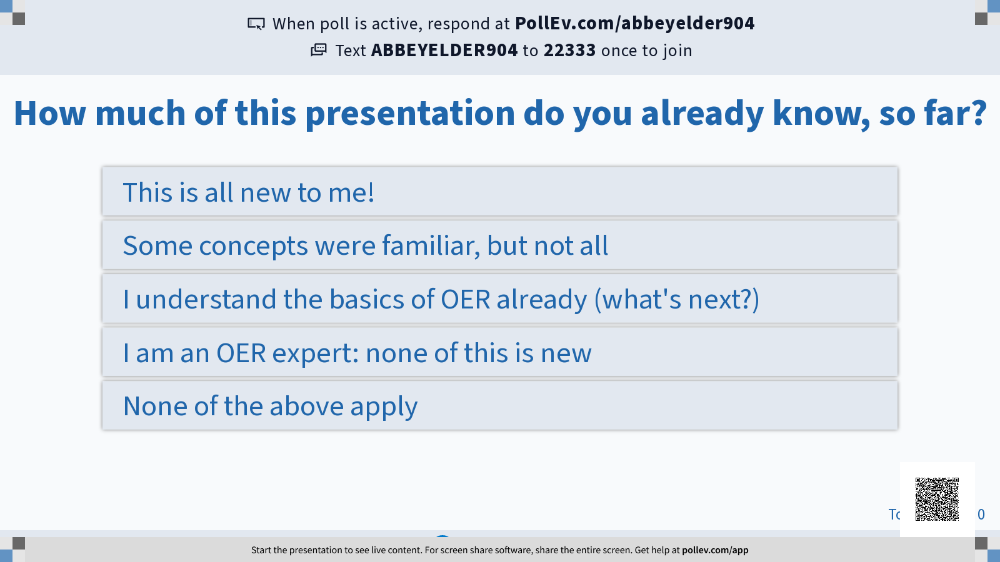 When poll is active, respond at PollEv.com/abbeyelder904
Text ABBEYELDER904 to 22333 once to join
How much of this presentation do you already know, so far?
This is all new to me!
Some concepts were familiar, but not all
I understand the basics of OER already (what's next?)
I am an OER expert: none of this is new
None of the above apply
0
Start the presentation to see live content. For screen share software, share the entire screen. Get help at pollev.com/app